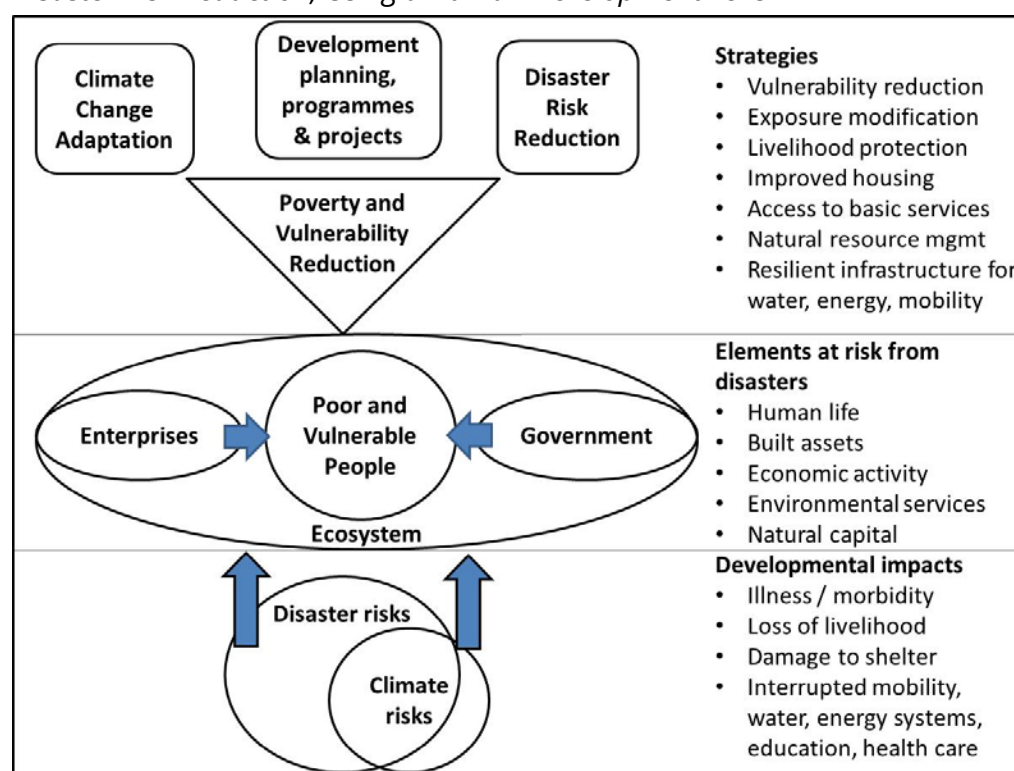 Climate
Change
Adaptation
Development
planning,
programmes
& projects
Disaster
Risk
Reduction
Poverty and
Vulnerability
Reduction
Strategies
• Vulnerability reduction
• Exposure modification
• Livelihood protection
• Improved housing
• Access to basic services
• Natural resource mgmt
• Resilient infrastructure for
water, energy, mobility
Enterprises
Poor and
Vulnerable
People
Government
Ecosystem
Elements at risk from
disasters
• Human life
• Built assets
• Economic activity
• Environmental services
• Natural capital
Disaster risks
Climate
risks
Developmental impacts
• Illness / morbidity
• Loss of livelihood
• Damage to shelter
• Interrupted mobility,
water, energy systems,
education, health care